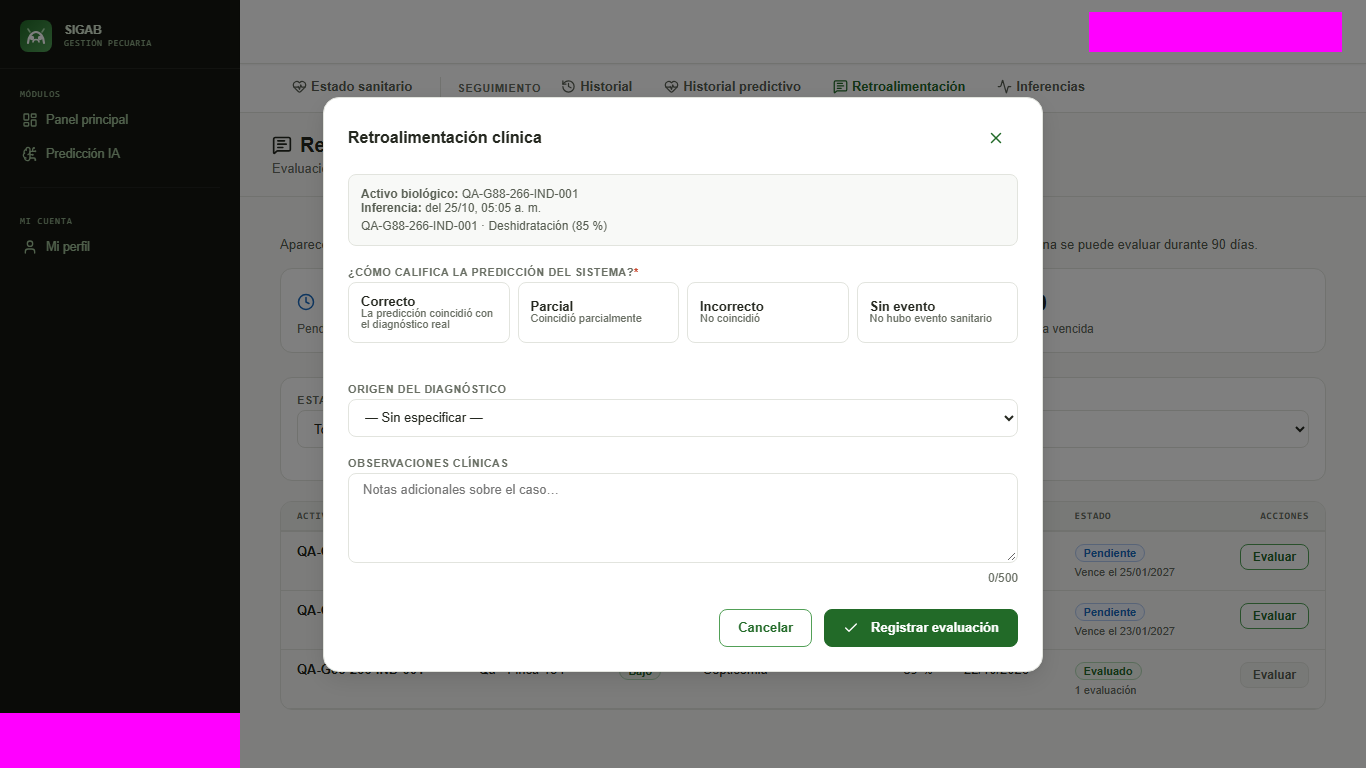 SIGAB
GESTIÓN PECUARIA
MÓDULOS
Panel principal
Predicción IA
MI CUENTA
Mi perfil
Estado sanitario
SEGUIMIENTO
Historial
Historial predictivo
Retroalimentación
Inferencias
Retroalimentación clínica
Activo biológico: QA-G88-266-IND-001
Inferencia: del 25/10, 05:05 a. m.
QA-G88-266-IND-001 · Deshidratación (85 %)
¿CÓMO CALIFICA LA PREDICCIÓN DEL SISTEMA?*
Correcto
La predicción coincidió con
el diagnóstico real
Parcial
Coincidió parcialmente
Incorrecto
No coincidió
Sin evento
No hubo evento sanitario
ORIGEN DEL DIAGNÓSTICO
— Sin especificar —
OBSERVACIONES CLÍNICAS
Notas adicionales sobre el caso…
0/500
Cancelar
Registrar evaluación
se puede evaluar durante 90 días.
vencida
ESTADO
ACCIONES
Pendiente
Vence el 25/01/2027
Evaluar
Pendiente
Vence el 23/01/2027
Evaluar
Evaluado
1 evaluación
Evaluar